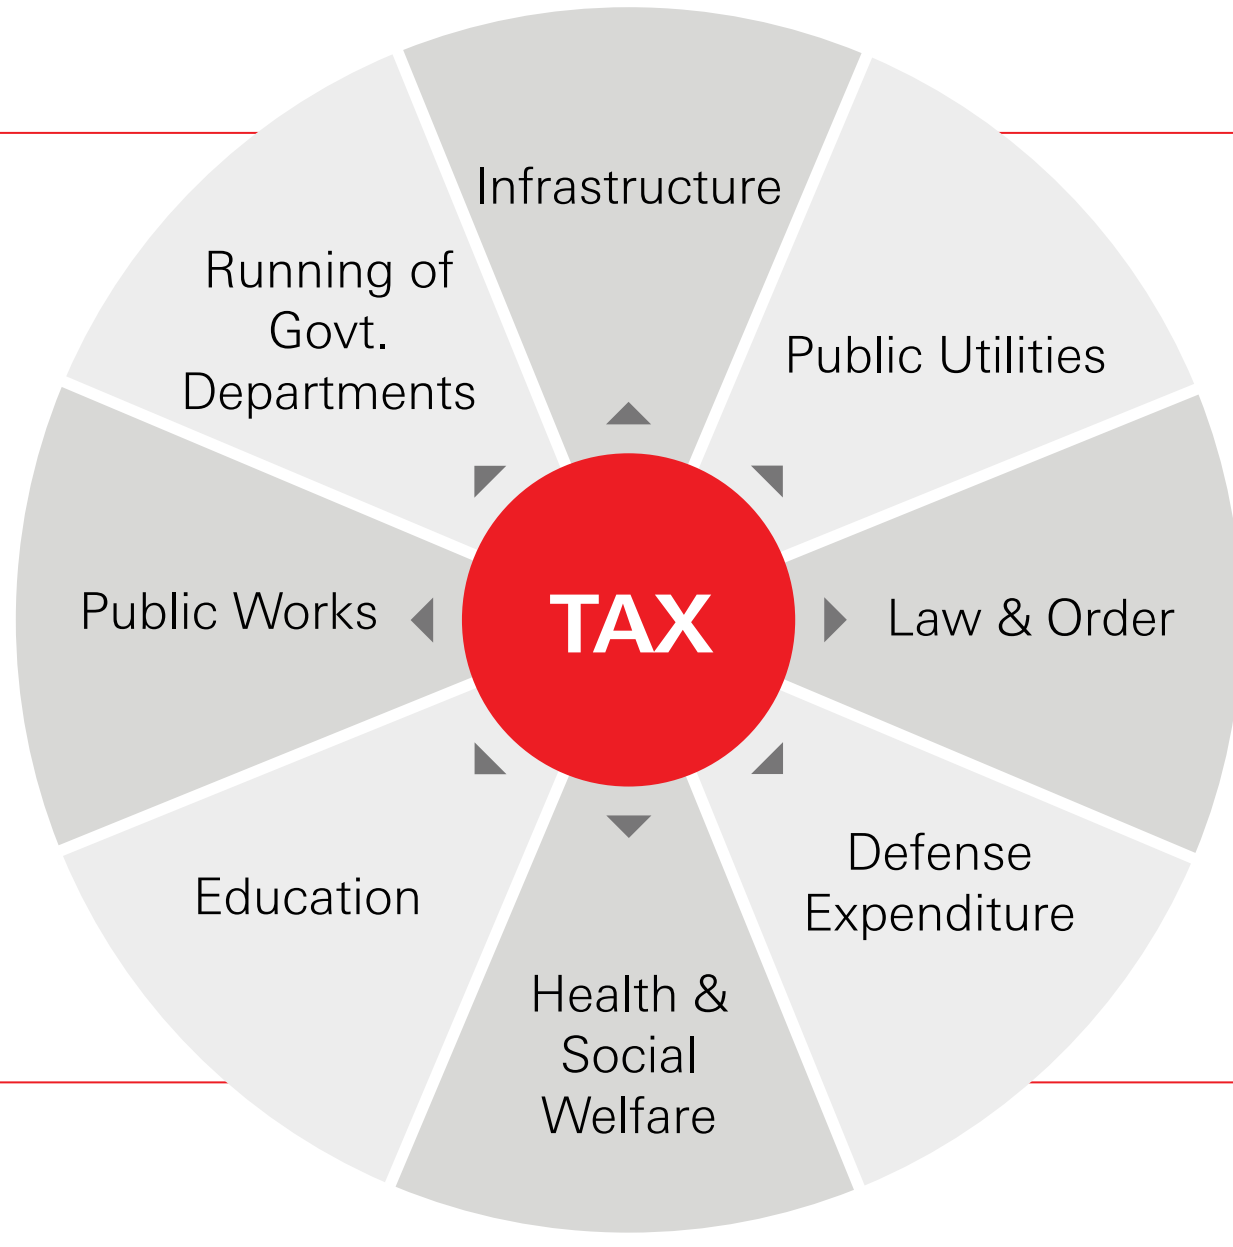 Infrastructure
Public Utilities
Law & Order
Defense
Expenditure
Health &
Social
Welfare
Education
Public Works
Running of
Govt.
Departments
TAX